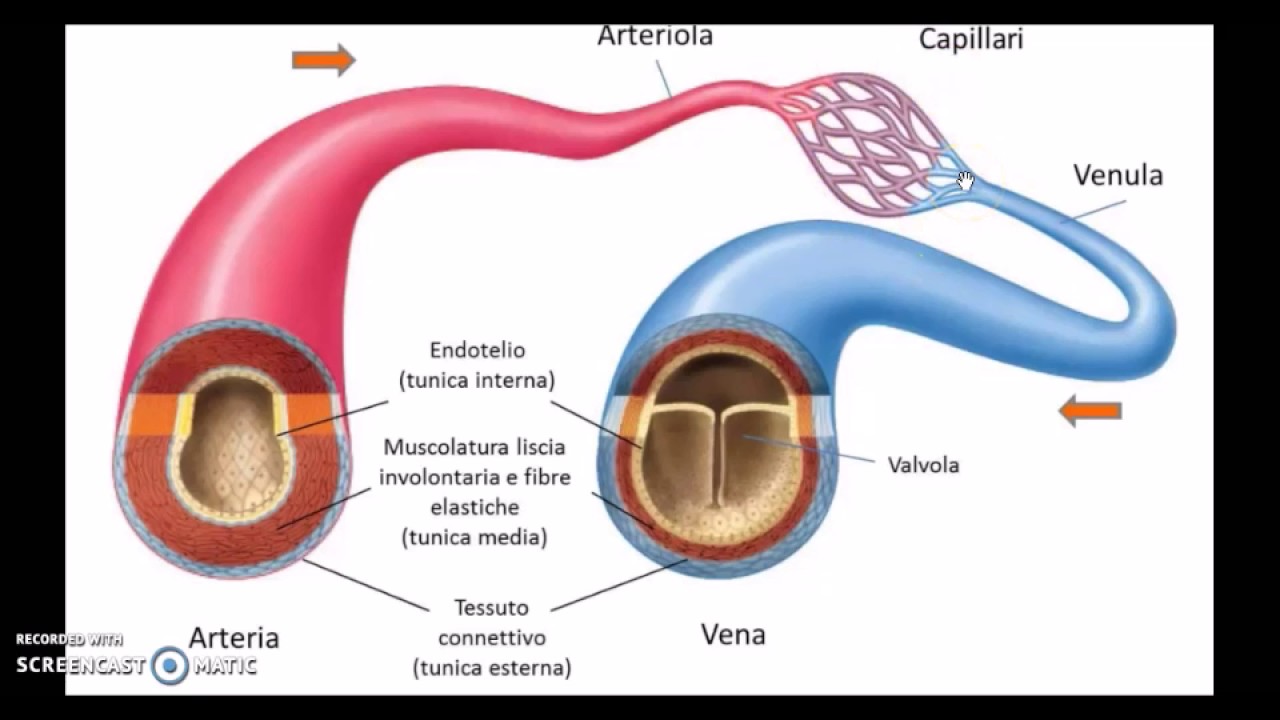 Arteriola
Capillari
Venula
Endotelio
(tunica interna)
Muscolatura liscia
involontaria e fibre
elastiche
(tunica media)
Valvola
Tessuto
connettivo
(tunica esterna)
Arteria
Vena
RECORDED WITH
SCREENCAST MATIC